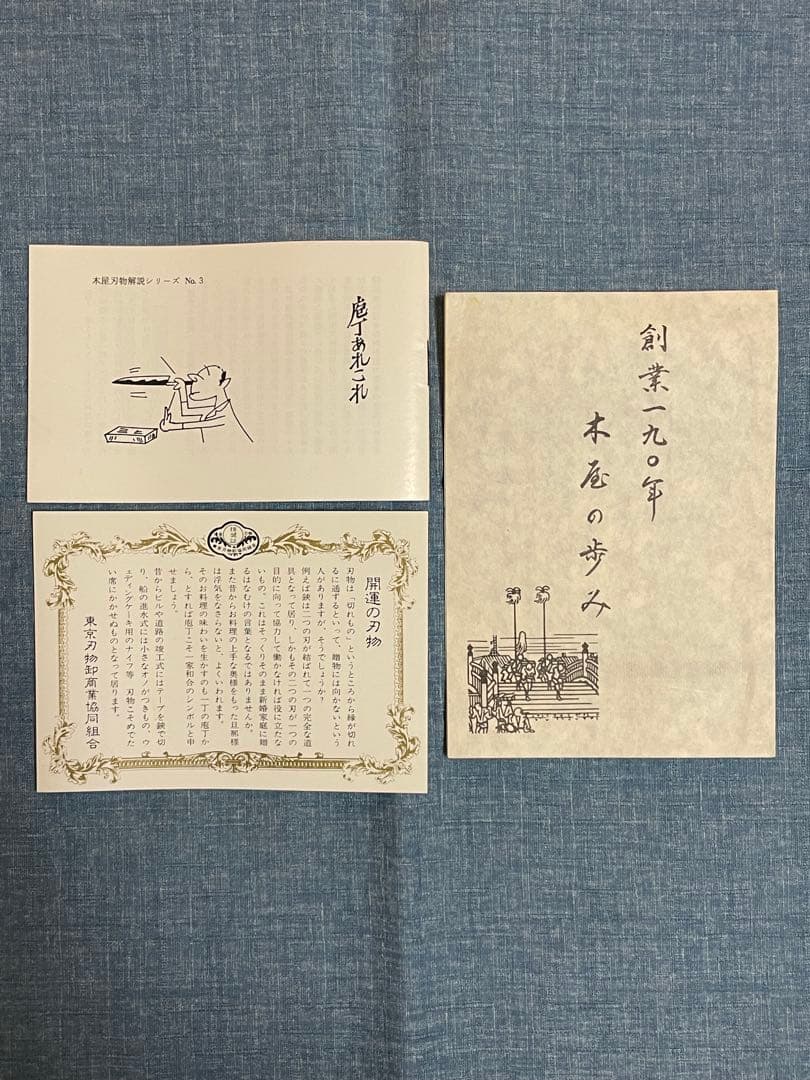 木屋刃物解説シリーズ No.3
庖丁あれこれ
創業一九〇年
木屋の歩み
開運の刃物
刃物は「切れもの」というところから縁が切れ
るに通ずるといって、贈物には向かないという
人がありますが、そうでしょうか？
例えば鋏は二つの刃が結ばれて一つの完全な道
具となって居り、しかもその二つの刃が一つの
目的に向って協力して働かなければ役に立たな
いもの。これはそっくりそのまま新婚家庭に贈
るはなむけの言葉となるではありませんか。
また昔からお料理の上手な奥様をもった旦那様
は浮気をなさらないと、よくいわれます。
そのお料理の味わいを生かすのも一丁の庖丁か
ら、とすれば庖丁こそ一家和合のシンボルと申
せましょう。
昔からビルや道路の竣工式にはテープを鋏で切
り、船の進水式には小さなオノがつきもの、ウ
ェディングケーキ用のナイフ等　刃物こそめでた
い席にかかせぬものとなって居ります。
東京刃物卸商業協同組合